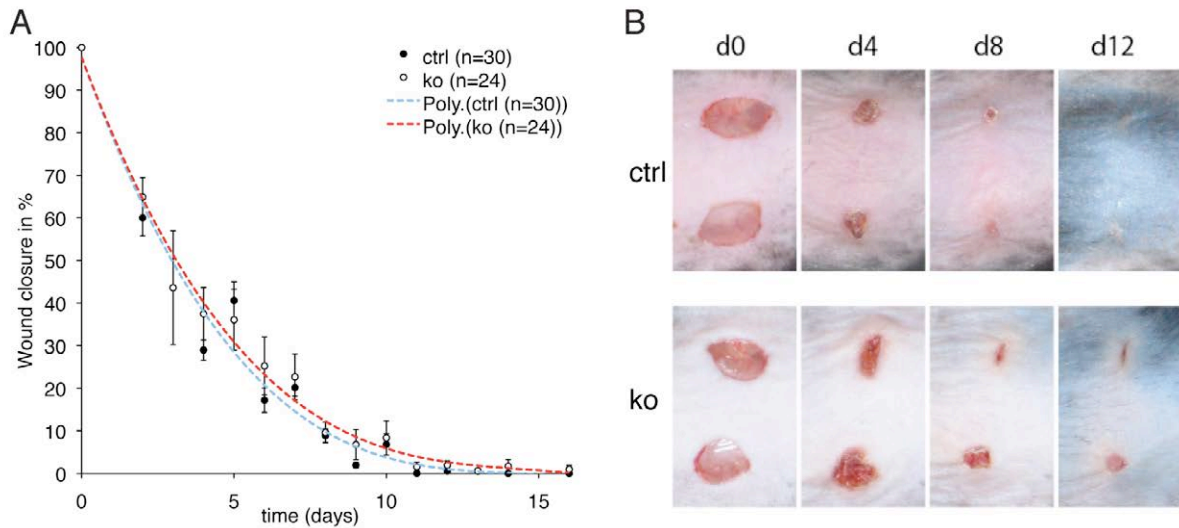 A
Wound closure in %
100
90
80
70
60
50
40
30
20
10
0
0
5
10
15
time (days)
ctrl (n=30)
ko (n=24)
Poly.(ctrl (n=30))
Poly.(ko (n=24))
B
d0 d4 d8 d12
ctrl
ko